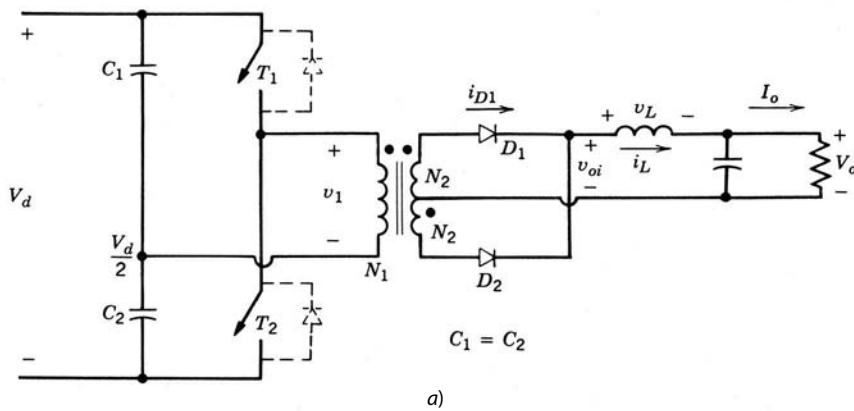 +
C₁
T₁
i_D1
D₁
+ v_L −
i_L
I_o
+
v_oi
−
+
V_o
−
+
v₁
−
N₂
N₂
N₁
V_d
V_d/2
D₂
C₂
T₂
−
C₁ = C₂
a)